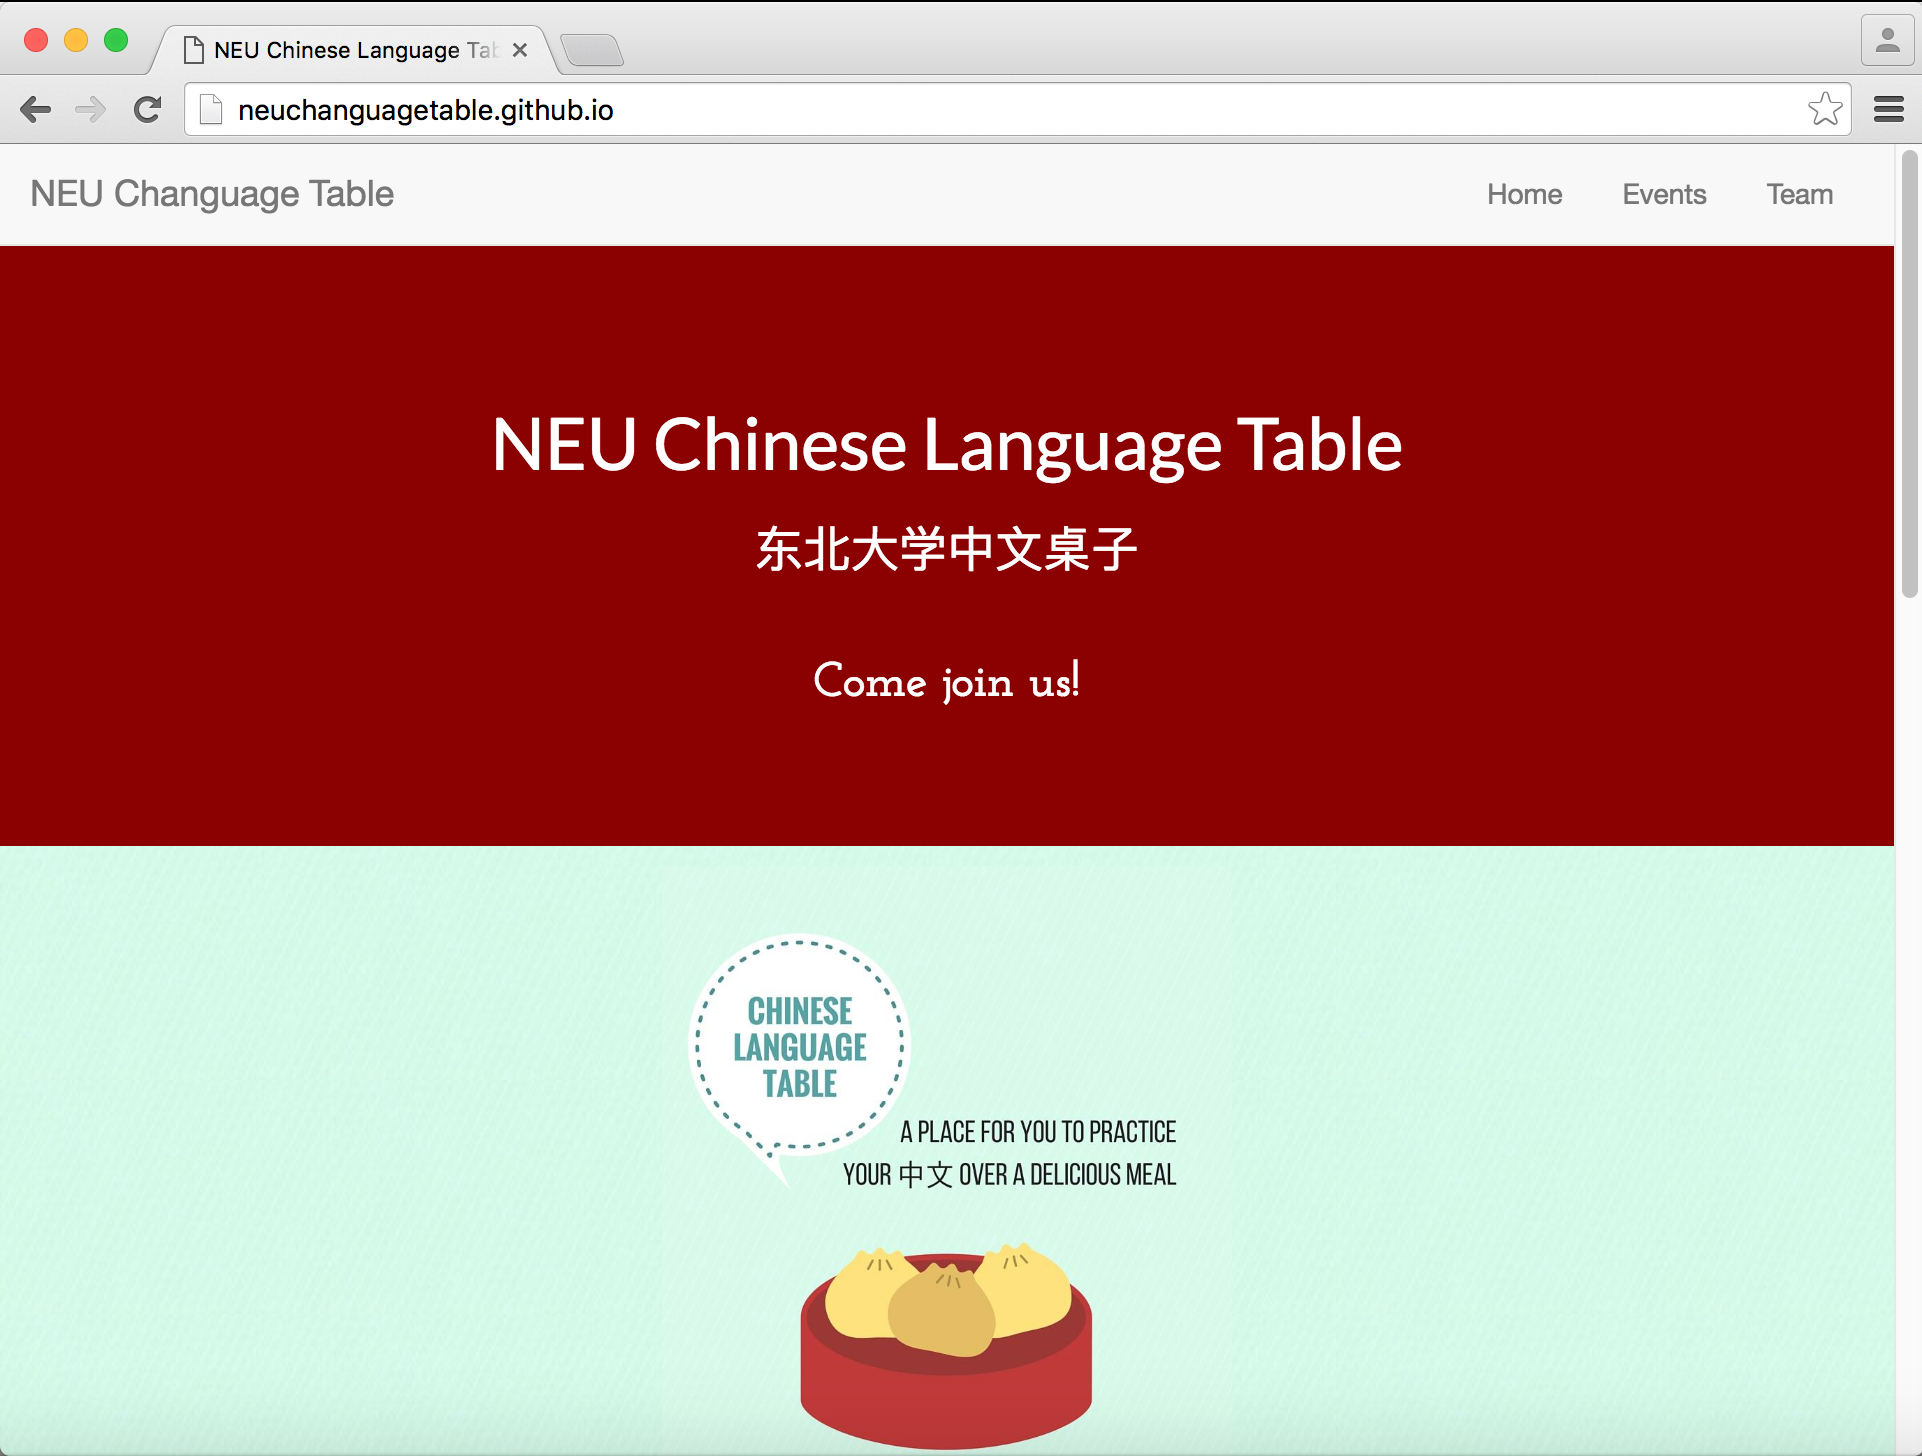 NEU Chinese Language Tab
neuchanguagetable.github.io
NEU Changuage Table
Home
Events
Team
NEU Chinese Language Table
东北大学中文桌子
Come join us!
CHINESE
LANGUAGE
TABLE
A PLACE FOR YOU TO PRACTICE
YOUR 中文 OVER A DELICIOUS MEAL